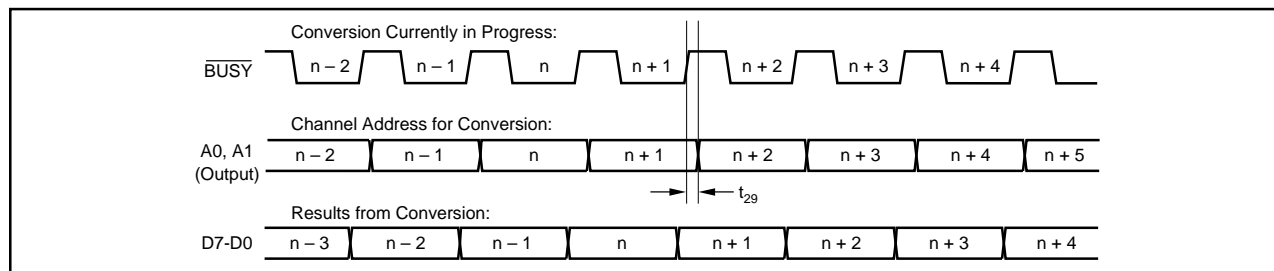 Conversion Currently in Progress:
BUSY n – 2 n – 1 n n + 1 n + 2 n + 3 n + 4
Channel Address for Conversion:
A0, A1
(Output)
n – 2 n – 1 n n + 1 n + 2 n + 3 n + 4 n + 5
t29
Results from Conversion:
D7-D0 n – 3 n – 2 n – 1 n n + 1 n + 2 n + 3 n + 4